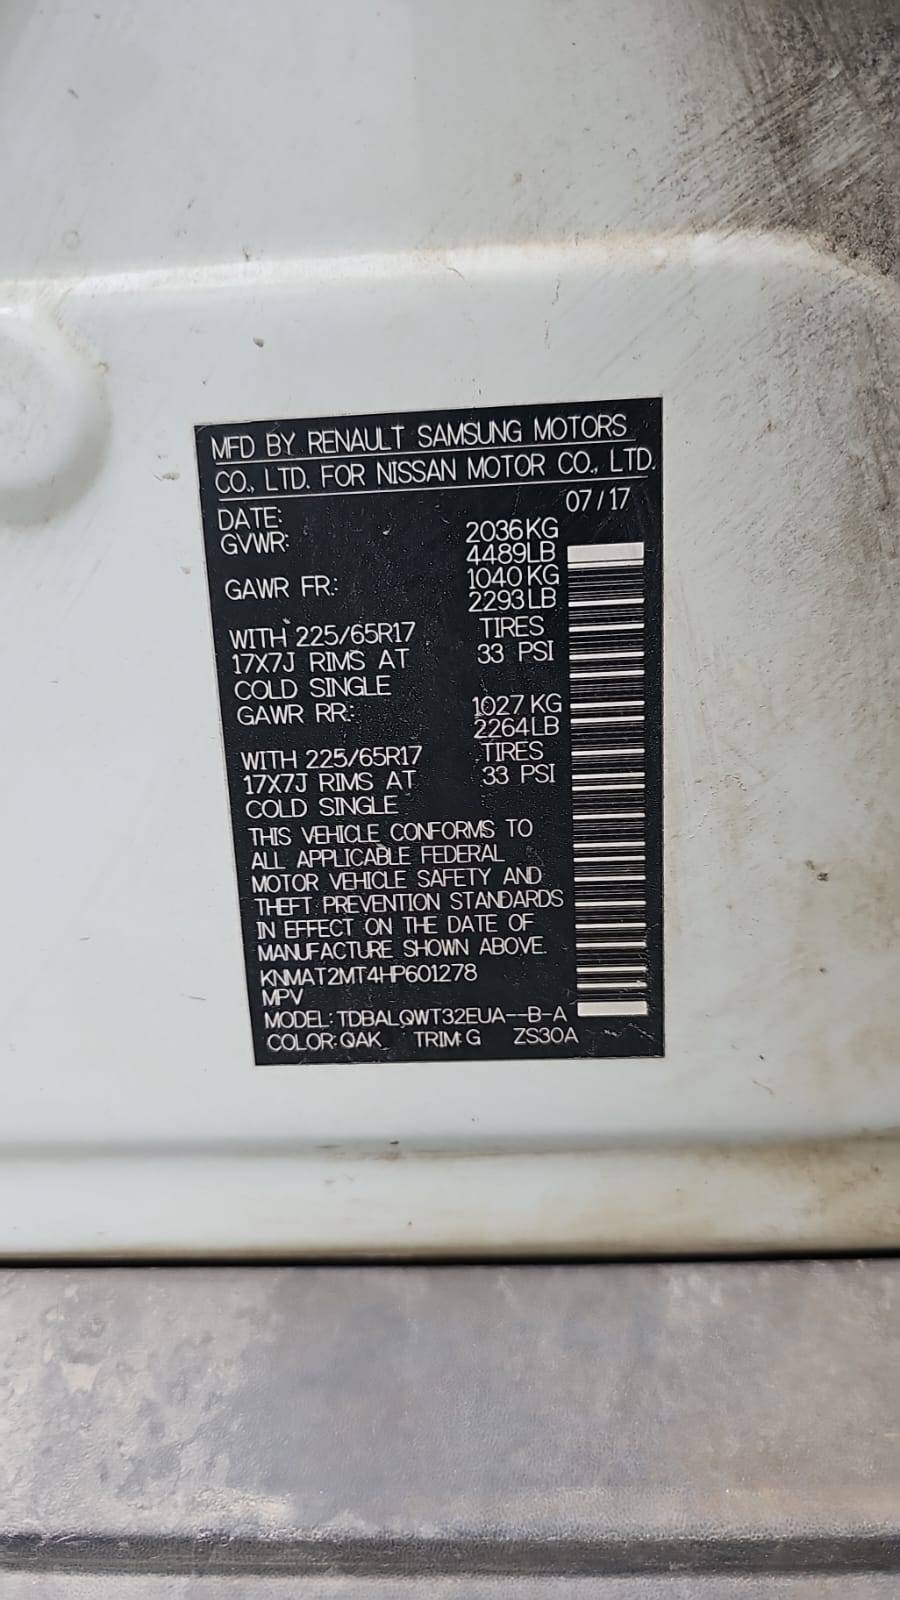 MFD BY RENAULT SAMSUNG MOTORS
CO., LTD. FOR NISSAN MOTOR CO., LTD.
DATE: 07/17
GVWR: 2036KG
4489LB
GAWR FR: 1040KG
2293LB
WITH 225/65R17 TIRES
17X7J RIMS AT 33 PSI
COLD SINGLE
GAWR RR: 1027KG
2264LB
WITH 225/65R17 TIRES
17X7J RIMS AT 33 PSI
COLD SINGLE
THIS VEHICLE CONFORMS TO
ALL APPLICABLE FEDERAL
MOTOR VEHICLE SAFETY AND
THEFT PREVENTION STANDARDS
IN EFFECT ON THE DATE OF
MANUFACTURE SHOWN ABOVE.
KNMAT2MT4HP601278
MPV
MODEL: TDBALQWT32EUA--B-A
COLOR: QAK TRIM: G ZS30A